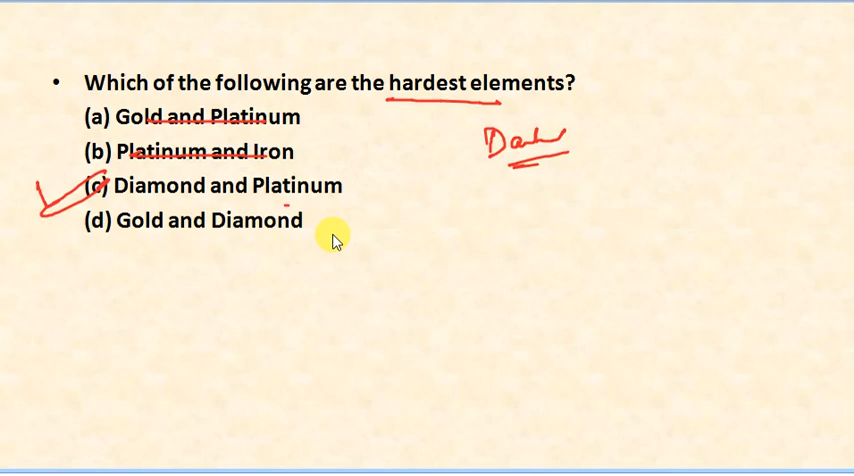 • Which of the following are the hardest elements?
(a) Gold and Platinum
(b) Platinum and Iron
(c) Diamond and Platinum
(d) Gold and Diamond